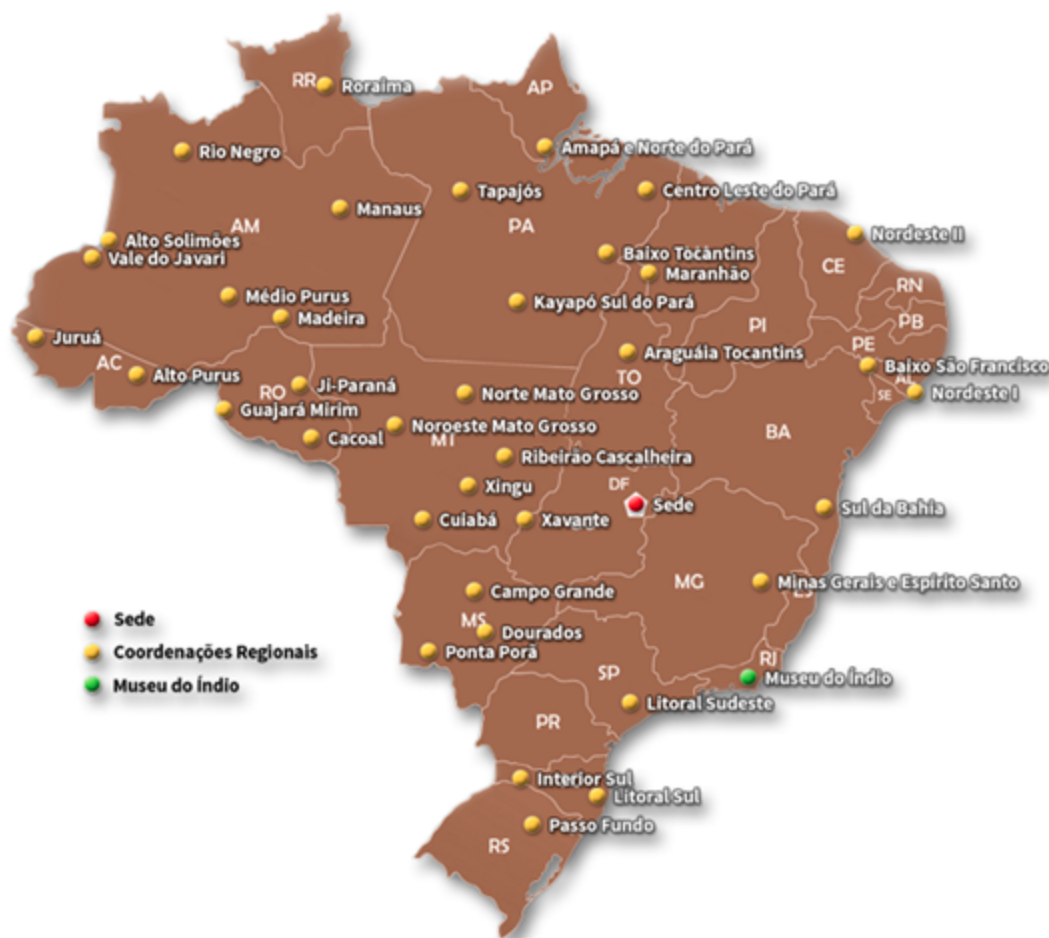 RR
Roraima
AP
Amapá e Norte do Pará
Rio Negro
Tapajós
Centro Leste do Pará
Manaus
AM
PA
Nordeste II
Alto Solimões
Vale do Javari
Baixo Tocântins
Maranhão
CE
RN
Médio Purus
Kayapó Sul do Pará
Madeira
PI
PB
Juruá
PE
AC
Araguáia Tocantins
Baixo São Francisco
Alto Purus
TO
AL
RO
Ji-Paraná
Norte Mato Grosso
SE
Nordeste I
Guajará Mirim
Noroeste Mato Grosso
BA
Cacoal
MT
Ribeirão Cascalheira
Xingu
DF
Sede
Sul da Bahia
Cuiabá
Xavante
MG
Minas Gerais e Espírito Santo
ES
Campo Grande
MS
Dourados
Ponta Porã
RJ
SP
Museu do Índio
Litoral Sudeste
PR
Interior Sul
Litoral Sul
Passo Fundo
RS
Sede
Coordenações Regionais
Museu do Índio